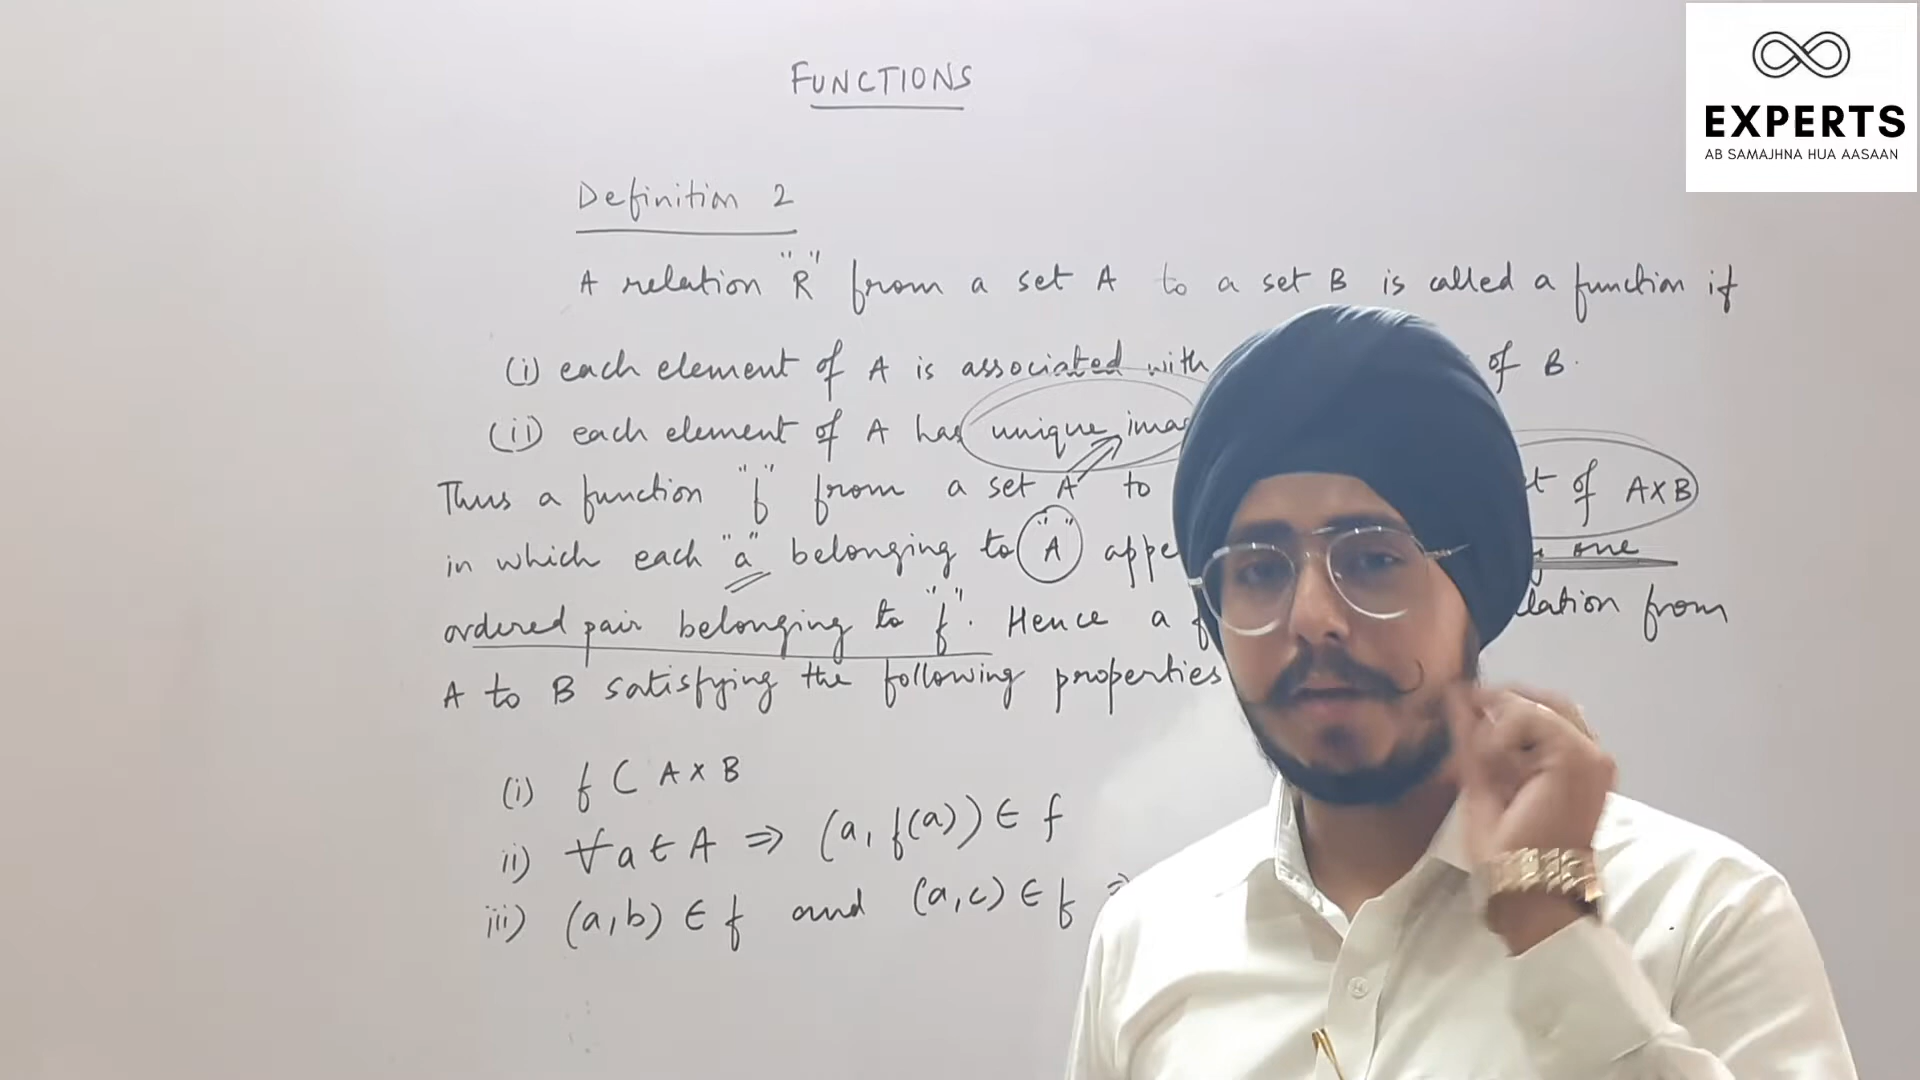 FUNCTIONS
EXPERTS
AB SAMAJHNA HUA AASAAN
Definition 2
A relation "R" from a set A to a set B is called a function if
(i) each element of A is associated with of B.
(ii) each element of A has unique
Thus a function "f" from a set A to of A×B
in which each "a" belonging to "A" one
ordered pair belonging to "f". Hence a from
A to B satisfying the following properties
(i) f ⊂ A × B
ii) ∀ a ∈ A ⇒ (a, f(a)) ∈ f
iii) (a, b) ∈ f and (a, c) ∈ f ⇒